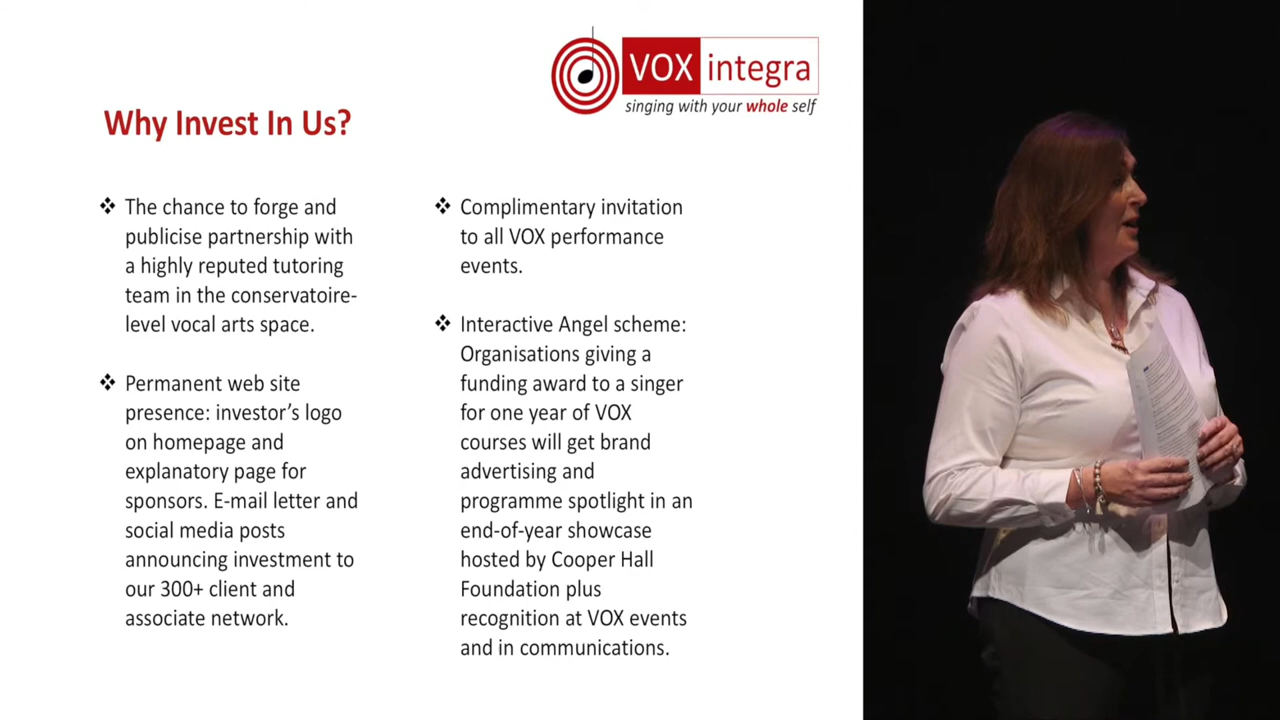 VOX integra
singing with your whole self
Why Invest In Us?
❖ The chance to forge and
publicise partnership with
a highly reputed tutoring
team in the conservatoire-
level vocal arts space.
❖ Permanent web site
presence: investor’s logo
on homepage and
explanatory page for
sponsors. E-mail letter and
social media posts
announcing investment to
our 300+ client and
associate network.
❖ Complimentary invitation
to all VOX performance
events.
❖ Interactive Angel scheme:
Organisations giving a
funding award to a singer
for one year of VOX
courses will get brand
advertising and
programme spotlight in an
end-of-year showcase
hosted by Cooper Hall
Foundation plus
recognition at VOX events
and in communications.